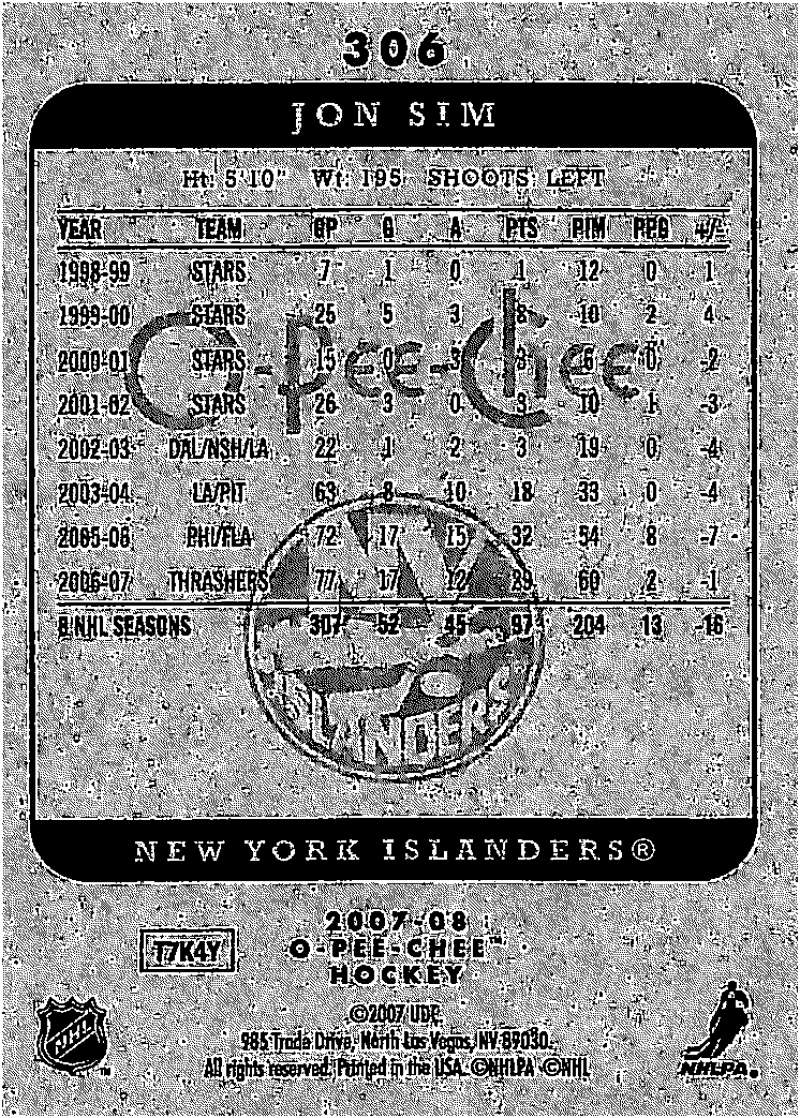 306
JON SIM
Ht: 5'10" Wt: 195 SHOOTS: LEFT
YEAR TEAM GP G A PTS PIM PPG +/-
1998-99 STARS 7 1 0 1 12 0 1
1999-00 STARS 25 5 3 8 10 2 4
2000-01 STARS 15 0 3 3 6 0 -2
2001-02 STARS 26 3 0 3 10 1 -3
2002-03 DAL/NSH/LA 22 1 2 3 19 0 -4
2003-04 LA/PIT 63 8 10 18 33 0 -4
2005-06 PHI/FLA 72 17 15 32 54 8 -7
2006-07 THRASHERS 77 17 12 29 60 2 -1
8 NHL SEASONS 307 52 45 97 204 13 -16
O-Pee-Chee
NY
ISLANDERS
NEW YORK ISLANDERS®
T7K4Y
2007-08
O-PEE-CHEE™
HOCKEY
©2007 UDP
985 Trade Drive, North Las Vegas, NV 89030.
All rights reserved. Printed in the USA. ©NHLPA ©NHL
NHL™
NHLPA®